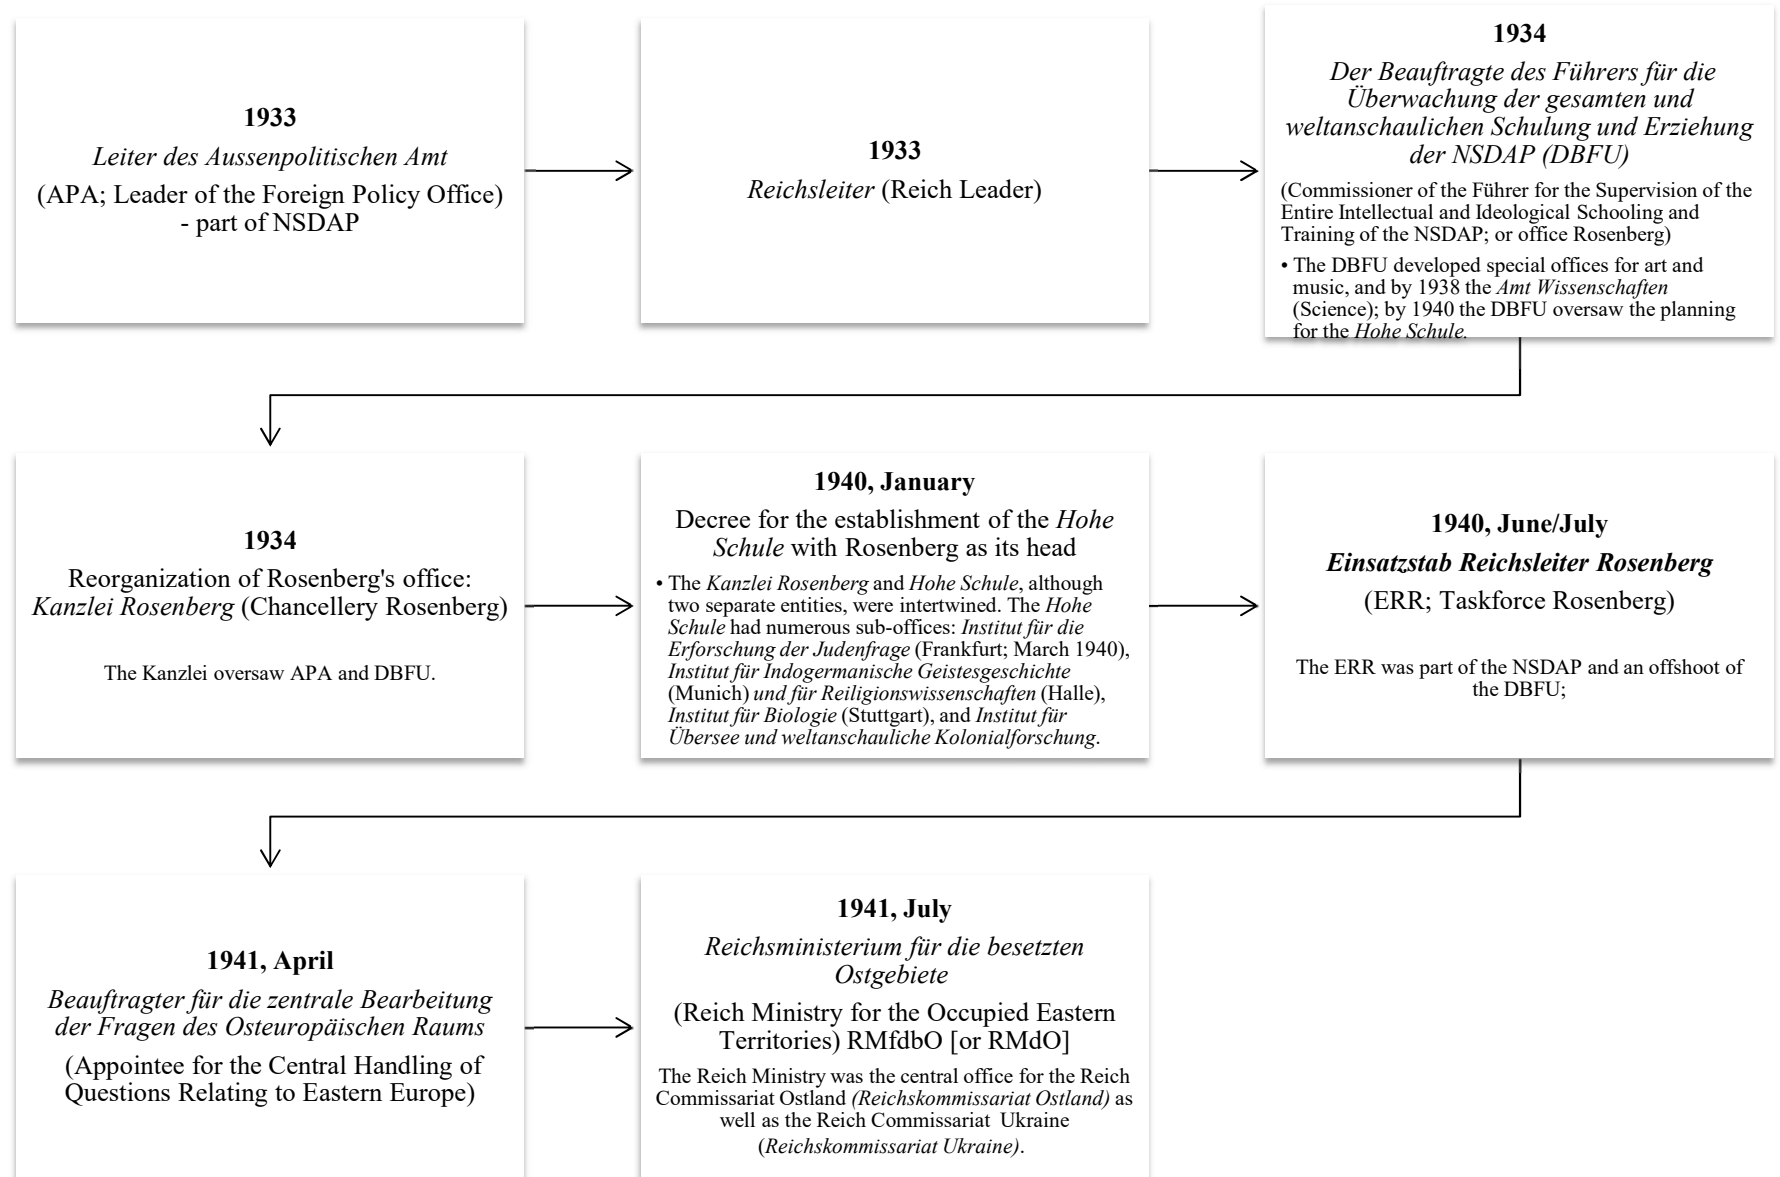 1933
Leiter des Aussenpolitischen Amt
(APA; Leader of the Foreign Policy Office)
- part of NSDAP
1933
Reichsleiter (Reich Leader)
1934
Der Beauftragte des Führers für die
Überwachung der gesamten und
weltanschaulichen Schulung und Erziehung
der NSDAP (DBFU)
(Commissioner of the Führer for the Supervision of the
Entire Intellectual and Ideological Schooling and
Training of the NSDAP; or office Rosenberg)
• The DBFU developed special offices for art and
music, and by 1938 the Amt Wissenschaften
(Science); by 1940 the DBFU oversaw the planning
for the Hohe Schule.
1934
Reorganization of Rosenberg's office:
Kanzlei Rosenberg (Chancellery Rosenberg)
The Kanzlei oversaw APA and DBFU.
1940, January
Decree for the establishment of the Hohe
Schule with Rosenberg as its head
• The Kanzlei Rosenberg and Hohe Schule, although
two separate entities, were intertwined. The Hohe
Schule had numerous sub-offices: Institut für die
Erforschung der Judenfrage (Frankfurt; March 1940),
Institut für Indogermanische Geistesgeschichte
(Munich) und für Reiligionswissenschaften (Halle),
Institut für Biologie (Stuttgart), and Institut für
Übersee und weltanschauliche Kolonialforschung.
1940, June/July
Einsatzstab Reichsleiter Rosenberg
(ERR; Taskforce Rosenberg)
The ERR was part of the NSDAP and an offshoot of
the DBFU;
1941, April
Beauftragter für die zentrale Bearbeitung
der Fragen des Osteuropäischen Raums
(Appointee for the Central Handling of
Questions Relating to Eastern Europe)
1941, July
Reichsministerium für die besetzten
Ostgebiete
(Reich Ministry for the Occupied Eastern
Territories) RMfdbO [or RMdO]
The Reich Ministry was the central office for the Reich
Commissariat Ostland (Reichskommissariat Ostland) as
well as the Reich Commissariat Ukraine
(Reichskommissariat Ukraine).